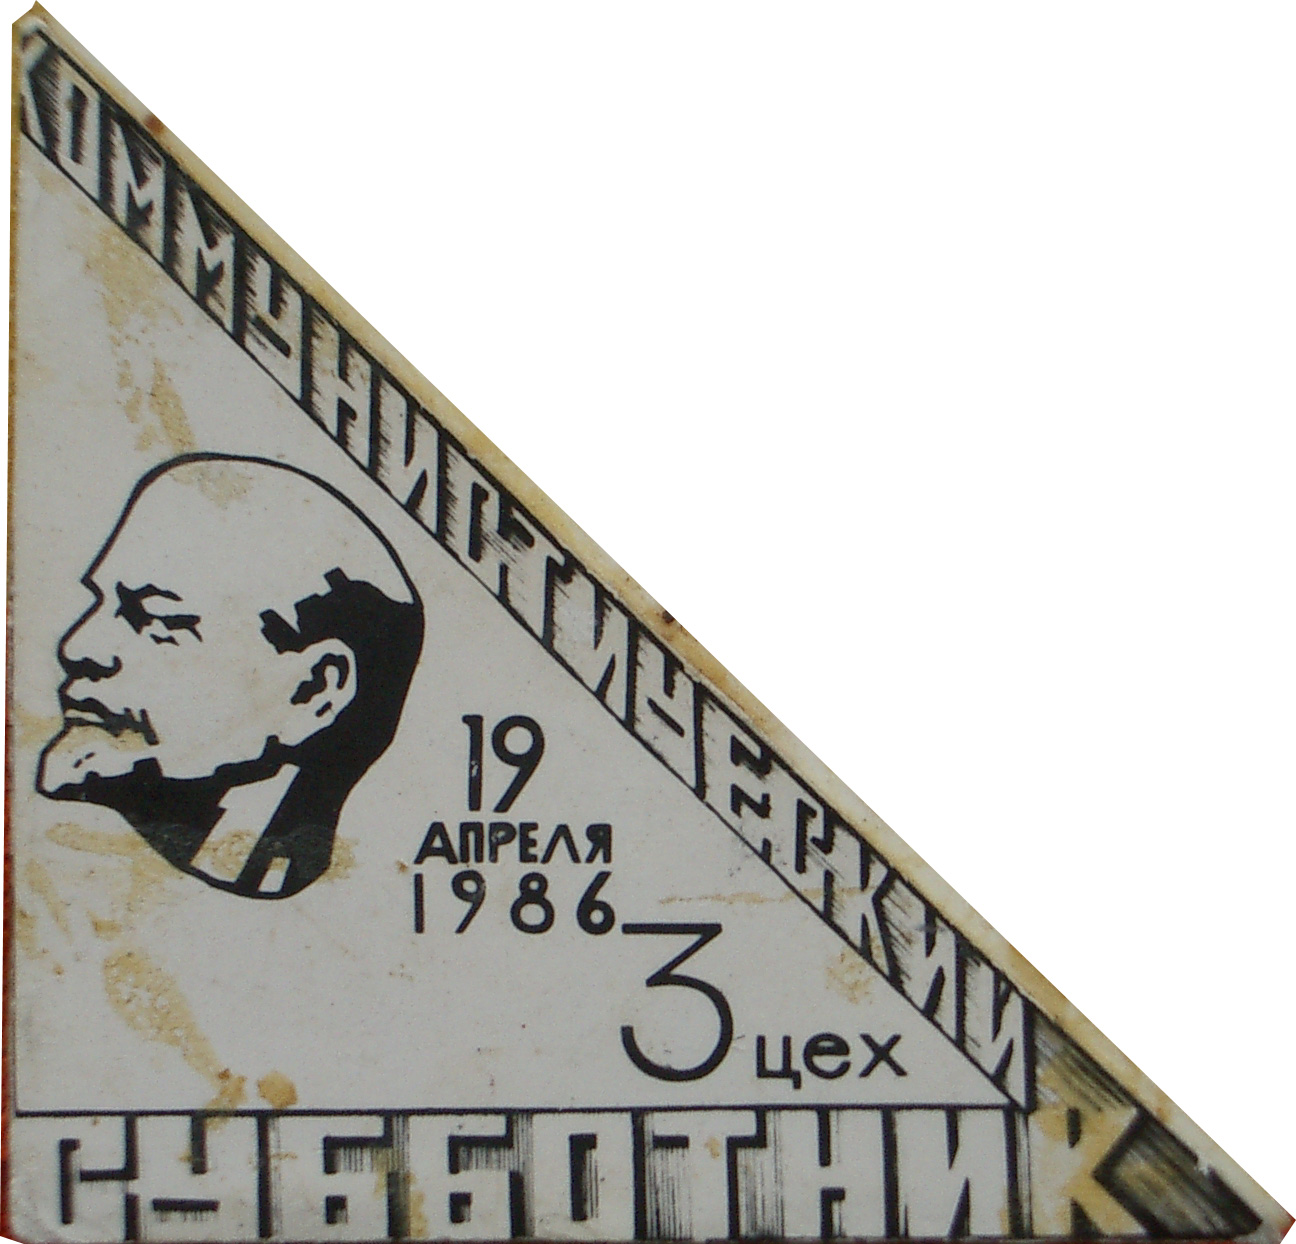 КОММУНИСТИЧЕСКИЙ
19
АПРЕЛЯ
1986
3 цех
СУББОТНИК